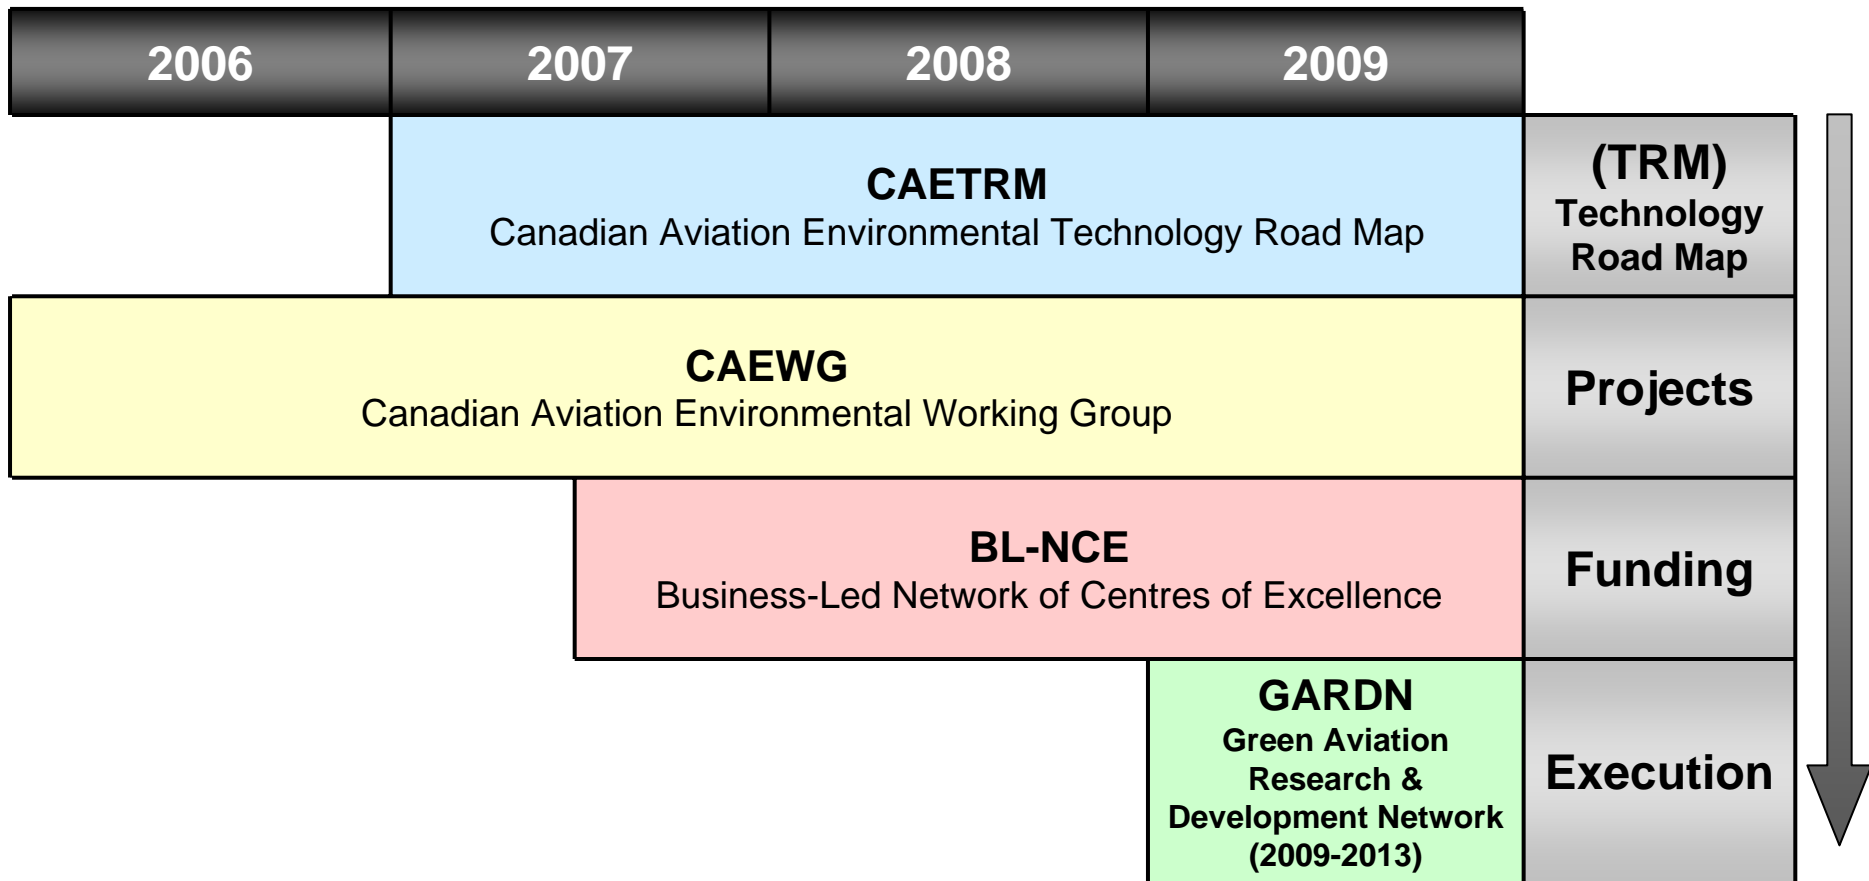 2006 2007 2008 2009
CAETRM
Canadian Aviation Environmental Technology Road Map
(TRM)
Technology
Road Map
CAEWG
Canadian Aviation Environmental Working Group
Projects
BL-NCE
Business-Led Network of Centres of Excellence
Funding
GARDN
Green Aviation
Research &
Development Network
(2009-2013)
Execution